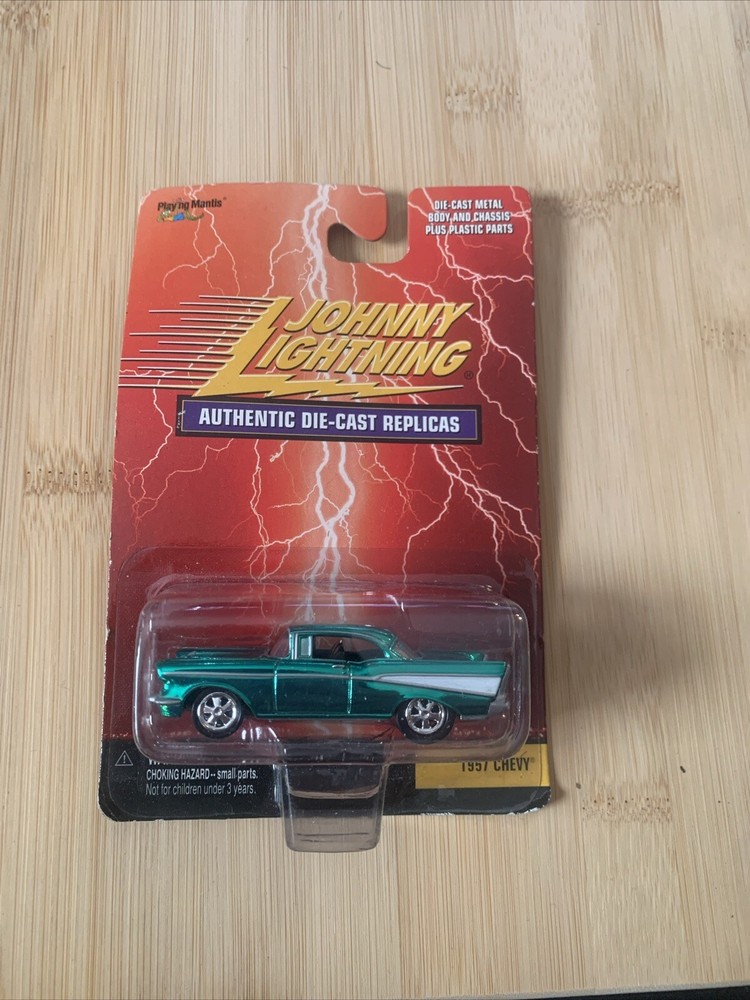 Playing Mantis®
DIE-CAST METAL
BODY AND CHASSIS
PLUS PLASTIC PARTS
JOHNNY
LIGHTNING®
AUTHENTIC DIE-CAST REPLICAS
CHOKING HAZARD -- small parts.
Not for children under 3 years.
1957 CHEVY®